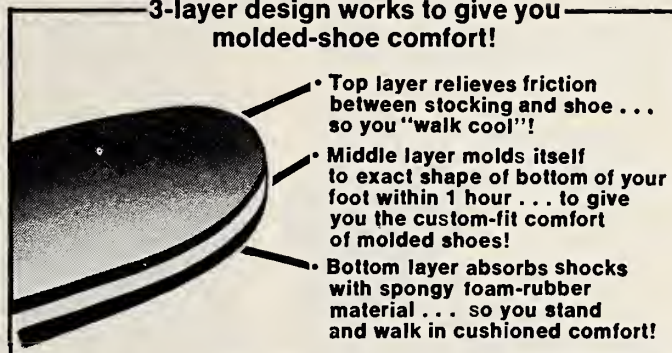 3-layer design works to give you
molded-shoe comfort!
• Top layer relieves friction
between stocking and shoe ...
so you "walk cool"!
• Middle layer molds itself
to exact shape of bottom of your
foot within 1 hour ... to give
you the custom-fit comfort
of molded shoes!
• Bottom layer absorbs shocks
with spongy foam-rubber
material ... so you stand
and walk in cushioned comfort!